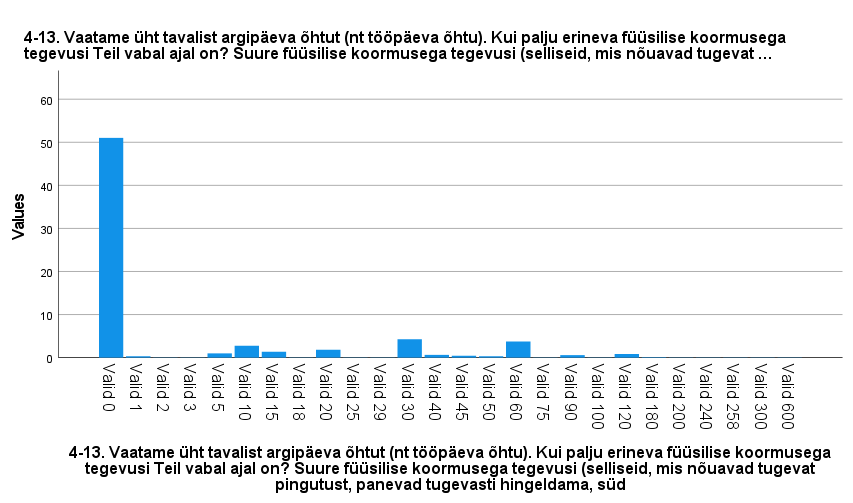 4-13. Vaatame üht tavalist argipäeva õhtut (nt tööpäeva õhtu). Kui palju erineva füüsilise koormusega
tegevusi Teil vabal ajal on? Suure füüsilise koormusega tegevusi (selliseid, mis nõuavad tugevat ...
60
50
40
30
20
10
0
Values
Valid 0
Valid 1
Valid 2
Valid 3
Valid 5
Valid 10
Valid 15
Valid 18
Valid 20
Valid 25
Valid 29
Valid 30
Valid 40
Valid 45
Valid 50
Valid 60
Valid 75
Valid 90
Valid 100
Valid 120
Valid 180
Valid 200
Valid 240
Valid 258
Valid 300
Valid 600
4-13. Vaatame üht tavalist argipäeva õhtut (nt tööpäeva õhtu). Kui palju erineva füüsilise koormusega
tegevusi Teil vabal ajal on? Suure füüsilise koormusega tegevusi (selliseid, mis nõuavad tugevat
pingutust, panevad tugevasti hingeldama, süd